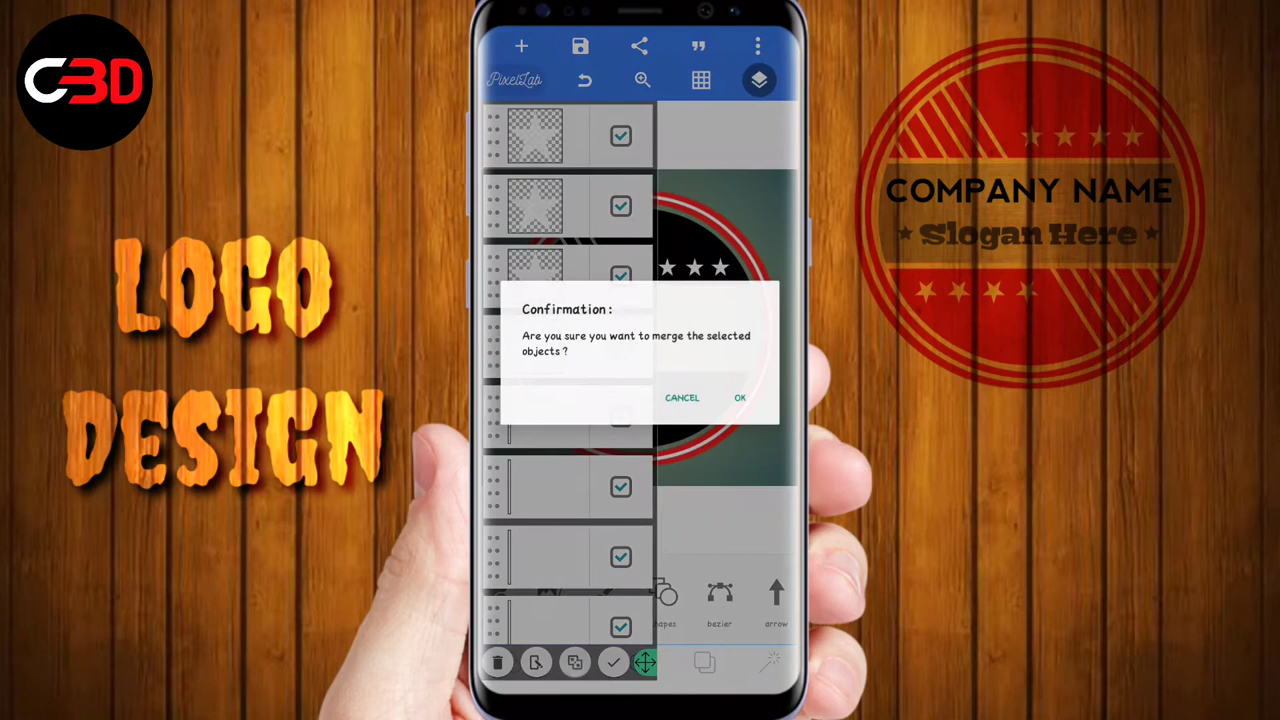 C3D
LOGO
DESIGN
PixelLab
Confirmation :
Are you sure you want to merge the selected
objects ?
CANCEL
OK
hapes
bezier
arrow
COMPANY NAME
Slogan Here